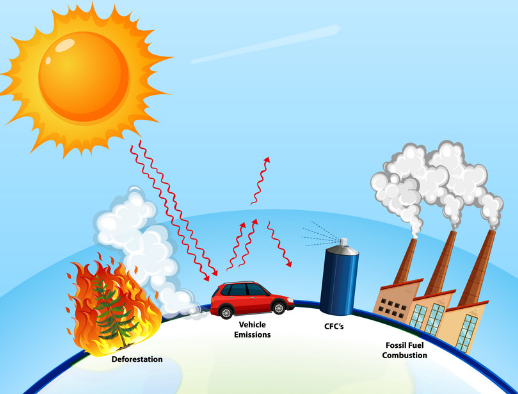 Deforestation
Vehicle
Emissions
CFC's
Fossil Fuel
Combustion